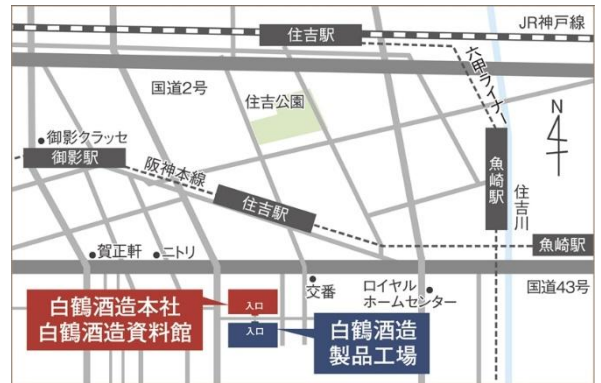 JR神戸線
住吉駅
六甲ライナー
国道2号
住吉公園
N
御影クラッセ
御影駅
阪神本線
住吉駅
魚崎駅
住吉川
魚崎駅
賀正軒
ニトリ
国道43号
交番
ロイヤル
ホームセンター
白鶴酒造本社
白鶴酒造資料館
入口
入口
白鶴酒造
製品工場